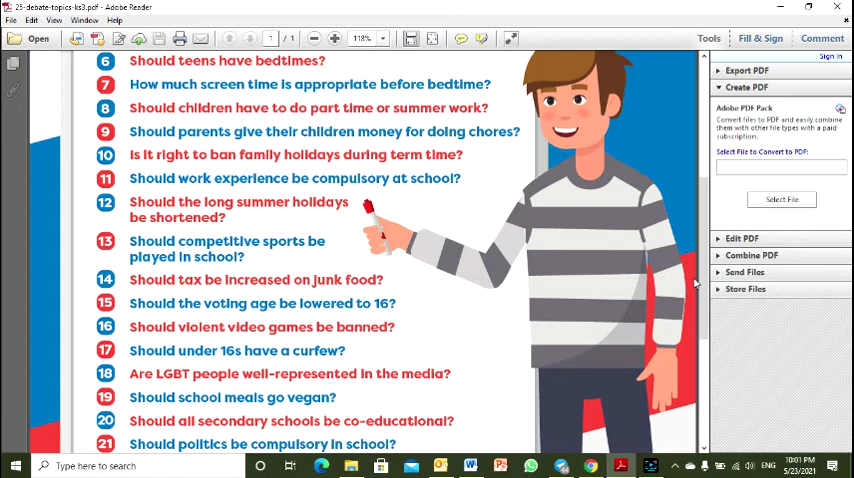 25-debate-topics-ks3.pdf - Adobe Reader
File Edit View Window Help
Open 1 / 1 118% Tools Fill & Sign Comment
Sign In
6 Should teens have bedtimes?
7 How much screen time is appropriate before bedtime?
8 Should children have to do part time or summer work?
9 Should parents give their children money for doing chores?
10 Is it right to ban family holidays during term time?
11 Should work experience be compulsory at school?
12 Should the long summer holidays
be shortened?
13 Should competitive sports be
played in school?
14 Should tax be increased on junk food?
15 Should the voting age be lowered to 16?
16 Should violent video games be banned?
17 Should under 16s have a curfew?
18 Are LGBT people well-represented in the media?
19 Should school meals go vegan?
20 Should all secondary schools be co-educational?
21 Should politics be compulsory in school?
Export PDF
Create PDF
Adobe PDF Pack
Convert files to PDF and easily combine
them with other file types with a paid
subscription.
Select File to Convert to PDF:
Select File
Edit PDF
Combine PDF
Send Files
Store Files
Type here to search
ENG
10:01 PM
5/23/2021